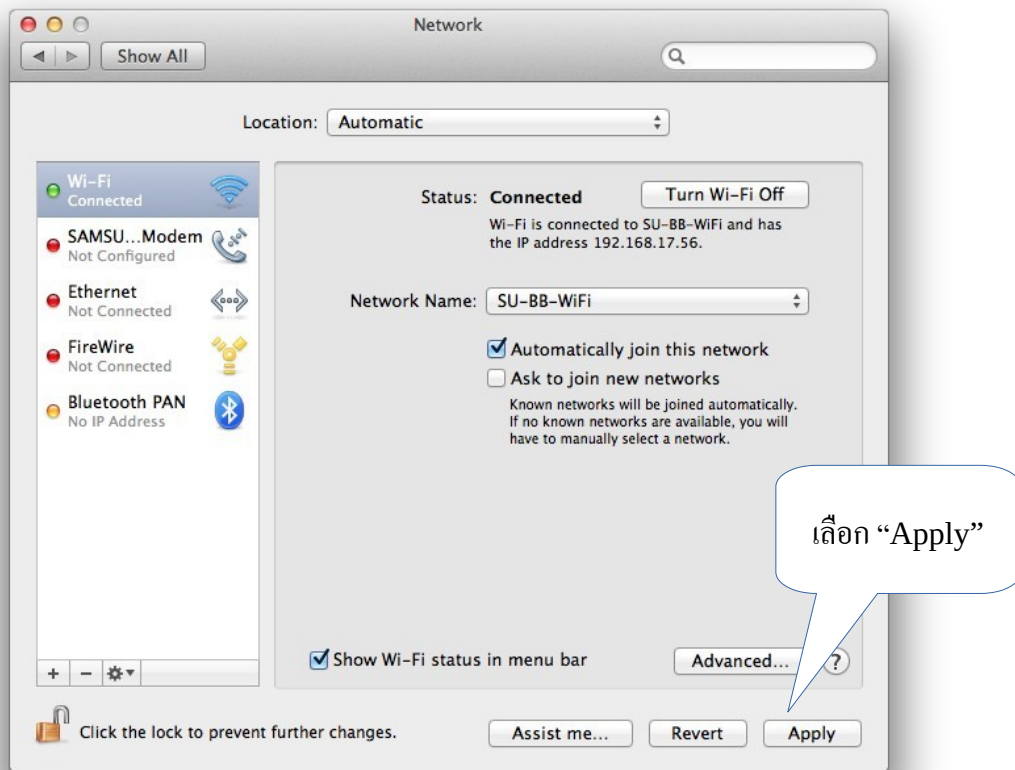 Network
Show All
Location: Automatic
Wi-Fi
Connected
SAMSU...Modem
Not Configured
Ethernet
Not Connected
FireWire
Not Connected
Bluetooth PAN
No IP Address
Status: Connected Turn Wi-Fi Off
Wi-Fi is connected to SU-BB-WiFi and has
the IP address 192.168.17.56.
Network Name: SU-BB-WiFi
Automatically join this network
Ask to join new networks
Known networks will be joined automatically.
If no known networks are available, you will
have to manually select a network.
เลือก “Apply”
Show Wi-Fi status in menu bar Advanced... ?
+ −
Click the lock to prevent further changes. Assist me... Revert Apply